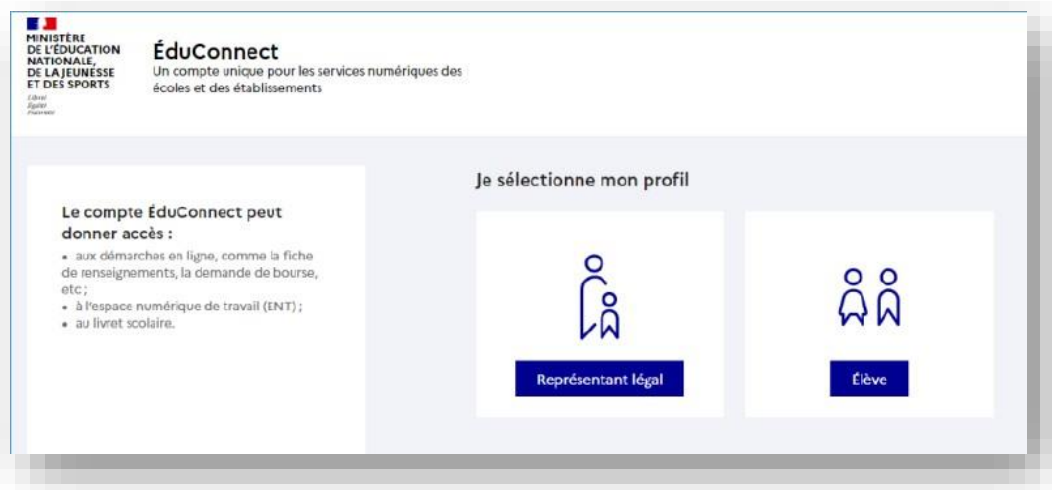 MINISTÈRE
DE L'ÉDUCATION
NATIONALE,
DE LA JEUNESSE
ET DES SPORTS
Liberté
Égalité
Fraternité
ÉduConnect
Un compte unique pour les services numériques des
écoles et des établissements
Le compte ÉduConnect peut
donner accès :
• aux démarches en ligne, comme la fiche
de renseignements, la demande de bourse,
etc ;
• à l'espace numérique de travail (ENT) ;
• au livret scolaire.
Je sélectionne mon profil
Représentant légal
Élève